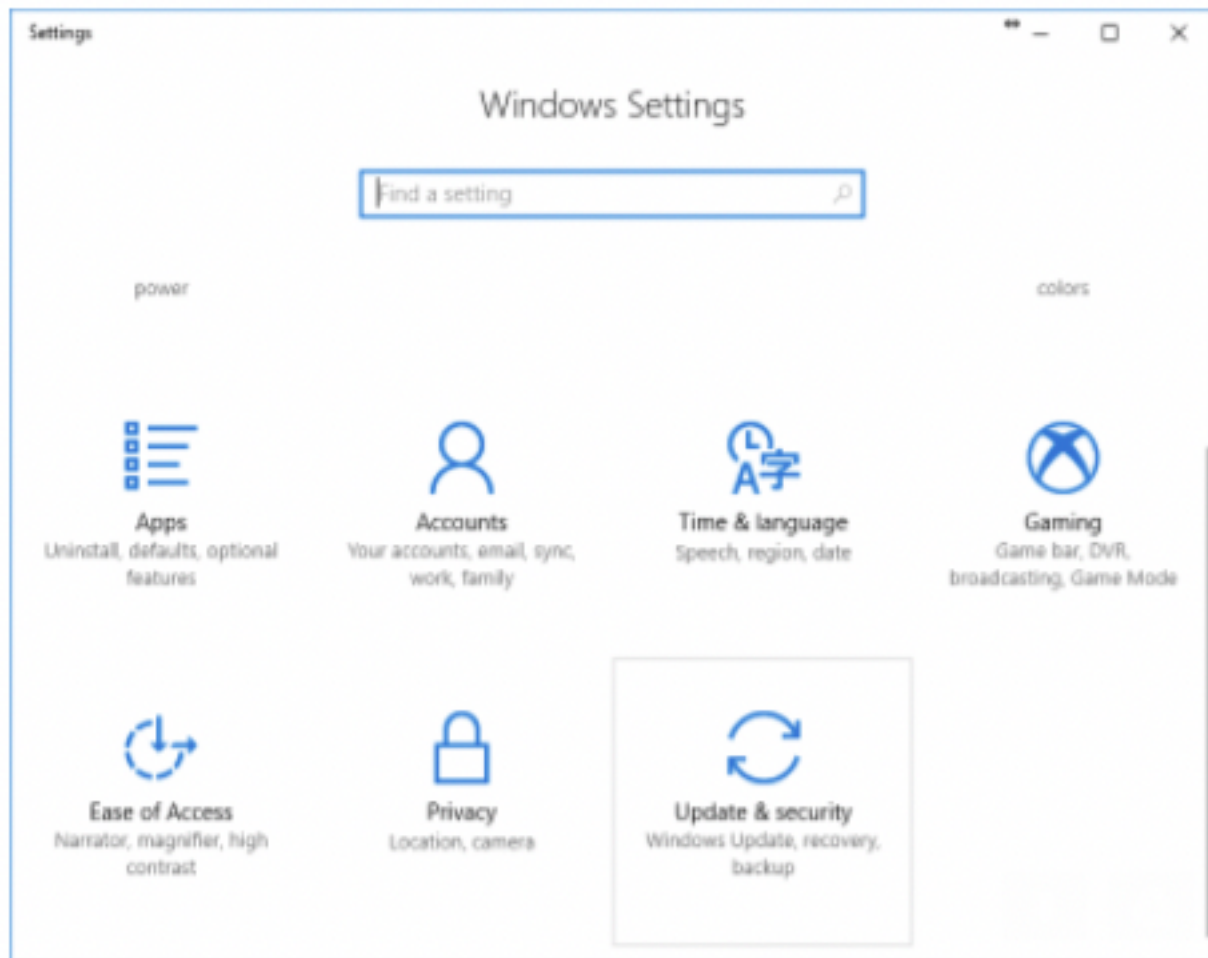 Settings
Windows Settings
Find a setting
power
colors
Apps
Uninstall, defaults, optional
features
Accounts
Your accounts, email, sync,
work, family
Time & language
Speech, region, date
Gaming
Game bar, DVR,
broadcasting, Game Mode
Ease of Access
Narrator, magnifier, high
contrast
Privacy
Location, camera
Update & security
Windows Update, recovery,
backup